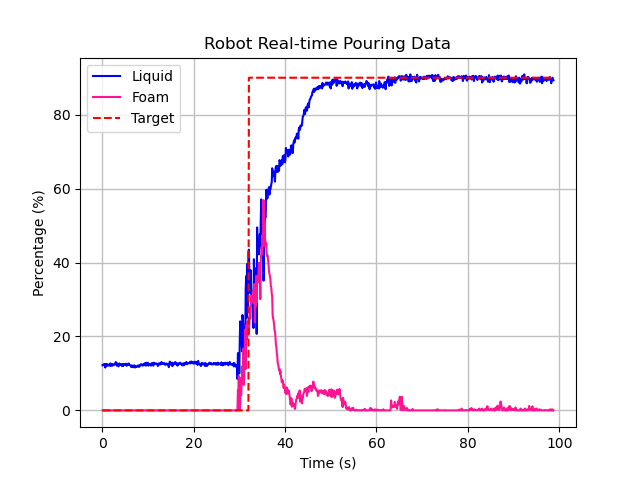 Robot Real-time Pouring Data
Liquid
Foam
Target
Percentage (%)
80
60
40
20
0
0 20 40 60 80 100
Time (s)